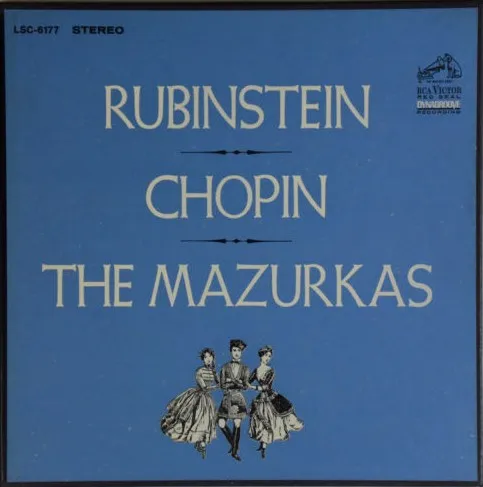 LSC-6177 STEREO
RCA VICTOR
RED SEAL
DYNAGROOVE
RECORDING
RUBINSTEIN
CHOPIN
THE MAZURKAS